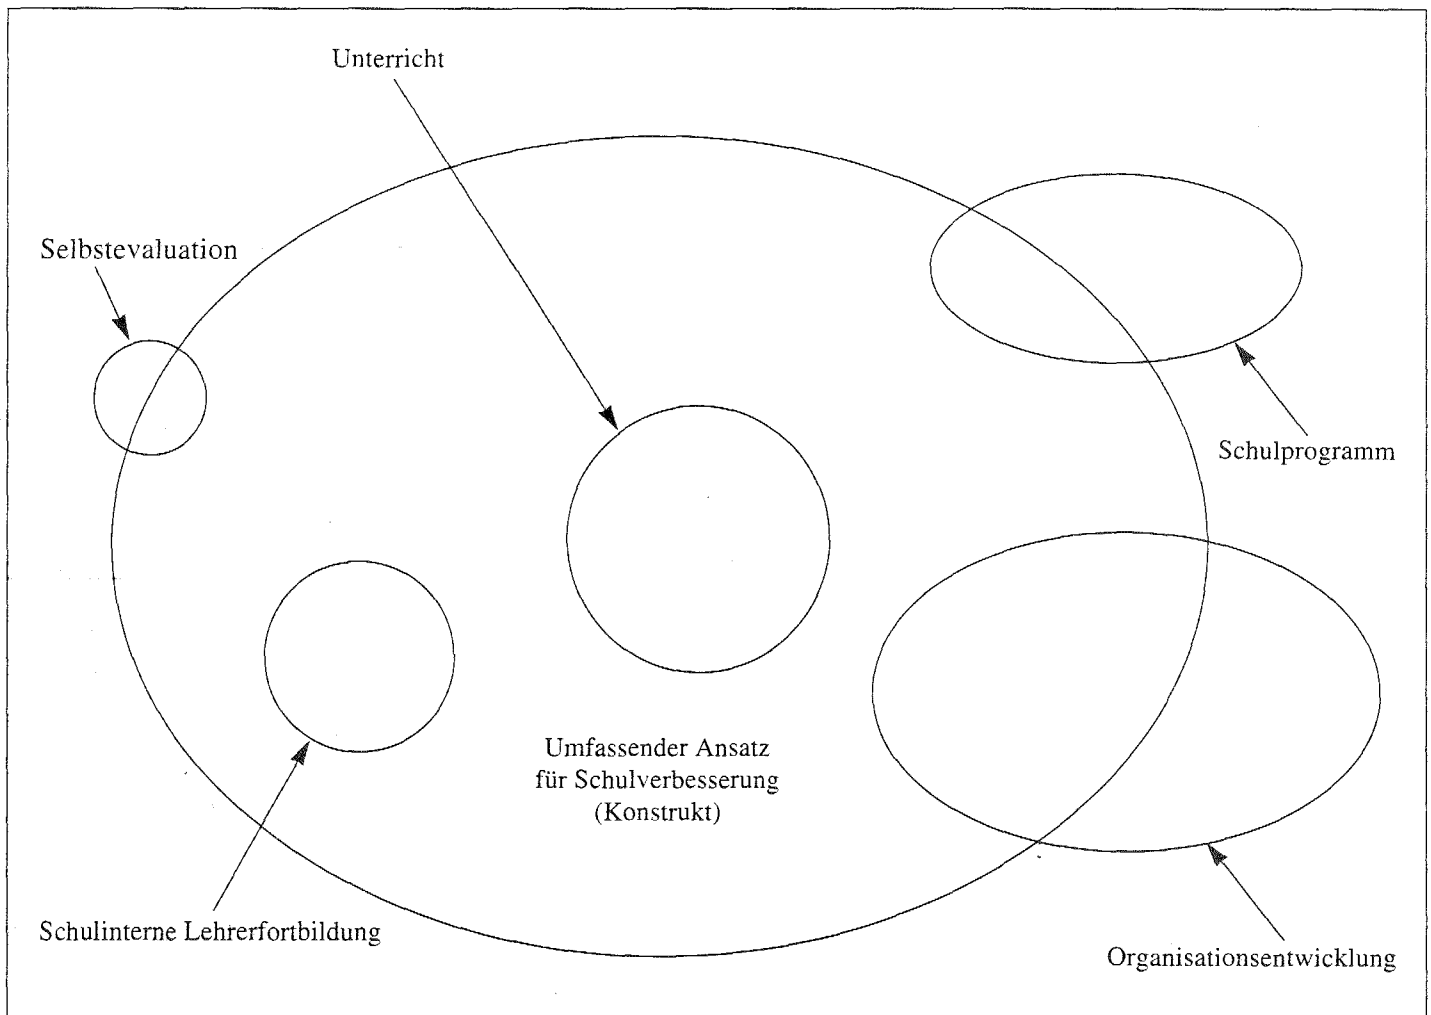 Unterricht
Selbstevaluation
Schulprogramm
Umfassender Ansatz
für Schulverbesserung
(Konstrukt)
Schulinterne Lehrerfortbildung
Organisationsentwicklung